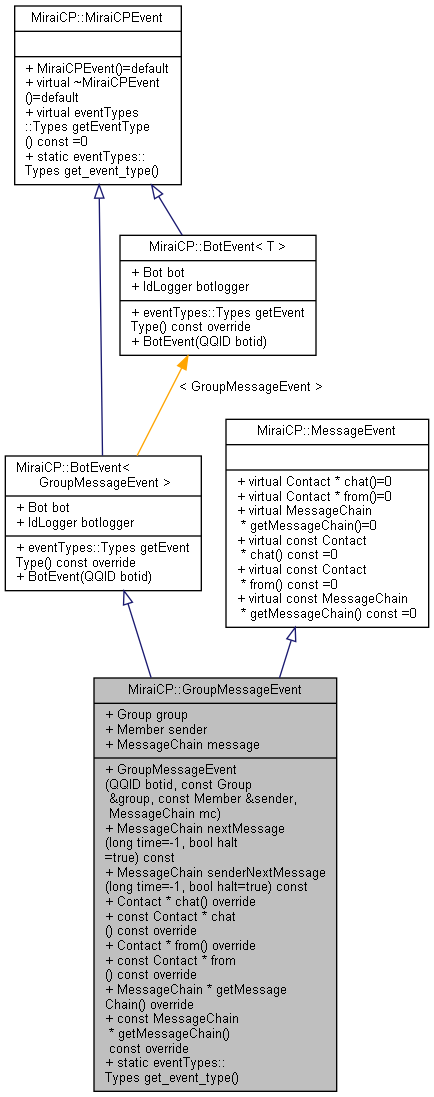 MiraiCP::MiraiCPEvent
+ MiraiCPEvent()=default
+ virtual ~MiraiCPEvent
()=default
+ virtual eventTypes
::Types getEventType
() const =0
+ static eventTypes::
Types get_event_type()
MiraiCP::BotEvent< T >
+ Bot bot
+ IdLogger botlogger
+ eventTypes::Types getEvent
Type() const override
+ BotEvent(QQID botid)
< GroupMessageEvent >
MiraiCP::BotEvent<
GroupMessageEvent >
+ Bot bot
+ IdLogger botlogger
+ eventTypes::Types getEvent
Type() const override
+ BotEvent(QQID botid)
MiraiCP::MessageEvent
+ virtual Contact * chat()=0
+ virtual Contact * from()=0
+ virtual MessageChain
* getMessageChain()=0
+ virtual const Contact
* chat() const =0
+ virtual const Contact
* from() const =0
+ virtual const MessageChain
* getMessageChain() const =0
MiraiCP::GroupMessageEvent
+ Group group
+ Member sender
+ MessageChain message
+ GroupMessageEvent
(QQID botid, const Group
&group, const Member &sender,
MessageChain mc)
+ MessageChain nextMessage
(long time=-1, bool halt
=true) const
+ MessageChain senderNextMessage
(long time=-1, bool halt=true) const
+ Contact * chat() override
+ const Contact * chat
() const override
+ Contact * from() override
+ const Contact * from
() const override
+ MessageChain * getMessage
Chain() override
+ const MessageChain
* getMessageChain()
const override
+ static eventTypes::
Types get_event_type()